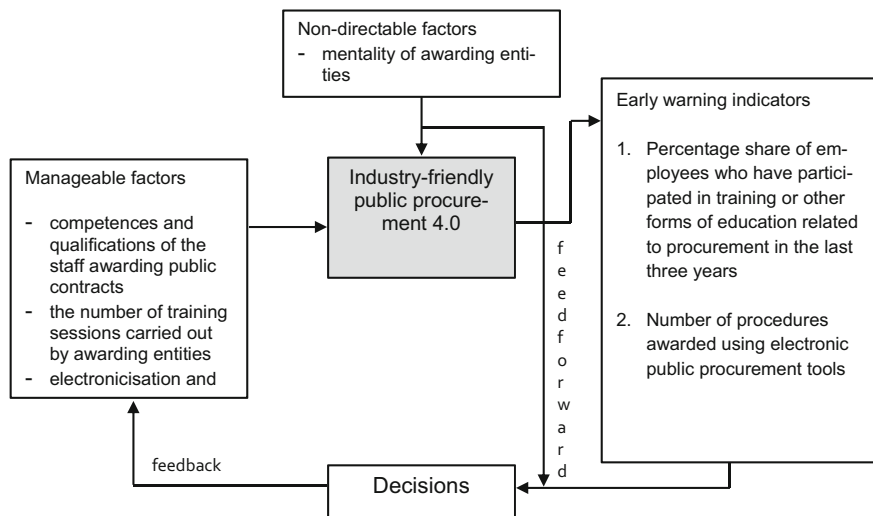 Non-directable factors
- mentality of awarding enti-
ties
Early warning indicators
1. Percentage share of em-
ployees who have partici-
pated in training or other
forms of education related
to procurement in the last
three years
2. Number of procedures
awarded using electronic
public procurement tools
Manageable factors
- competences and
qualifications of the
staff awarding public
contracts
- the number of training
sessions carried out
by awarding entities
- electronicisation and
Industry-friendly
public procure-
ment 4.0
feedforward
feedback
Decisions